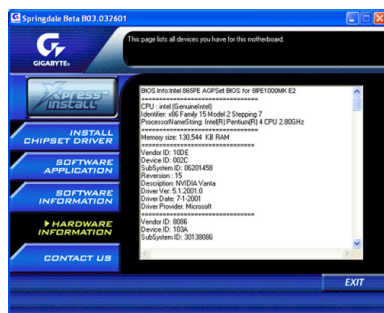 Springdale Beta B03.032601
This page lists all devices you have for this motherboard.
GIGABYTE
Xpress™
INSTALL
INSTALL
CHIPSET DRIVER
SOFTWARE
APPLICATION
SOFTWARE
INFORMATION
HARDWARE
INFORMATION
CONTACT US
BIOS Info:Intel 865PE AGPSet BIOS for 8PE1000MK E2
==================================
CPU : intel (GenuineIntel)
Identifier: x86 Family 15 Model 2 Stepping 7
ProcessorNameString: Intel(R) Pentium(R) 4 CPU 2.80GHz
==================================
Memory size: 130,544 KB RAM
==================================
Vendor ID: 10DE
Device ID: 002C
SubSystem ID: 06201458
Reversion : 15
Description: NVIDIA Vanta
Driver Ver: 5.1.2001.0
Driver Date: 7-1-2001
Driver Provider: Microsoft
==================================
Vendor ID: 8086
Device ID: 103A
SubSystem ID: 30138086
EXIT